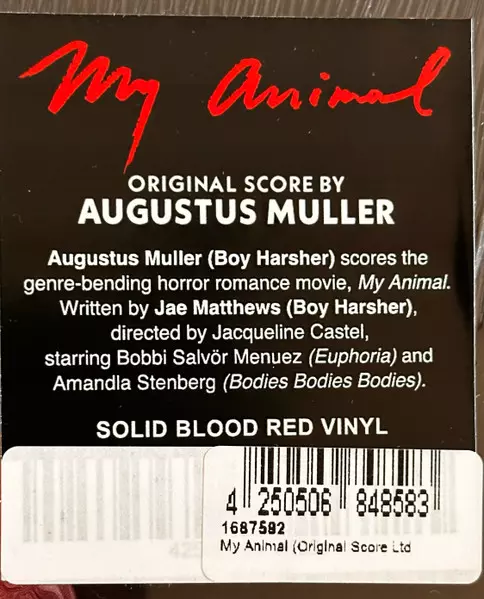 My Animal
ORIGINAL SCORE BY
AUGUSTUS MULLER
Augustus Muller (Boy Harsher) scores the
genre-bending horror romance movie, My Animal.
Written by Jae Matthews (Boy Harsher),
directed by Jacqueline Castel,
starring Bobbi Salvör Menuez (Euphoria) and
Amandla Stenberg (Bodies Bodies Bodies).
SOLID BLOOD RED VINYL
4 250506 848583
1687592
My Animal (Original Score Ltd